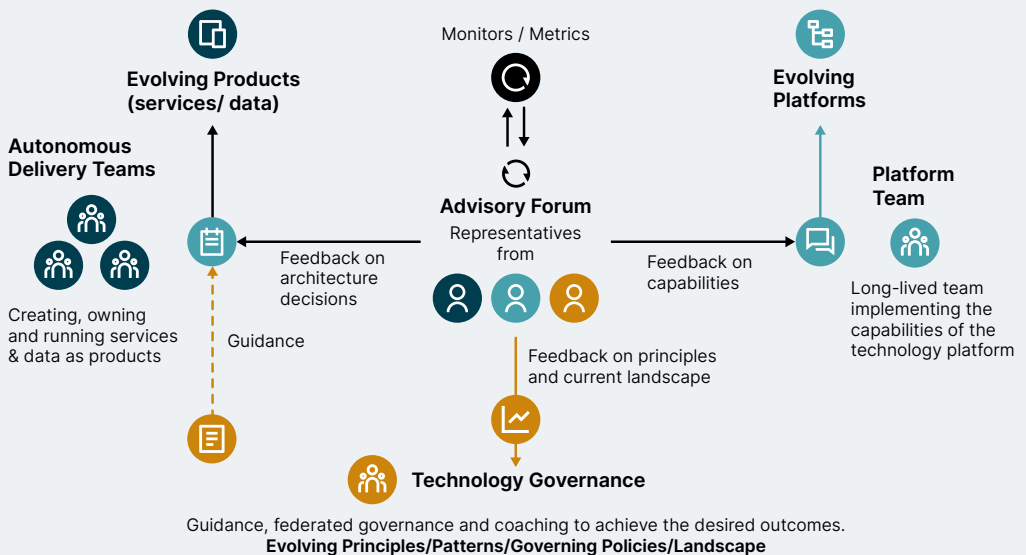 Monitors / Metrics
Evolving Products
(services/ data)
Evolving
Platforms
Autonomous
Delivery Teams
Platform
Team
Advisory Forum
Representatives
from
Feedback on
architecture
decisions
Feedback on
capabilities
Creating, owning
and running services
& data as products
Guidance
Long-lived team
implementing the
capabilities of the
technology platform
Feedback on principles
and current landscape
Technology Governance
Guidance, federated governance and coaching to achieve the desired outcomes.
Evolving Principles/Patterns/Governing Policies/Landscape